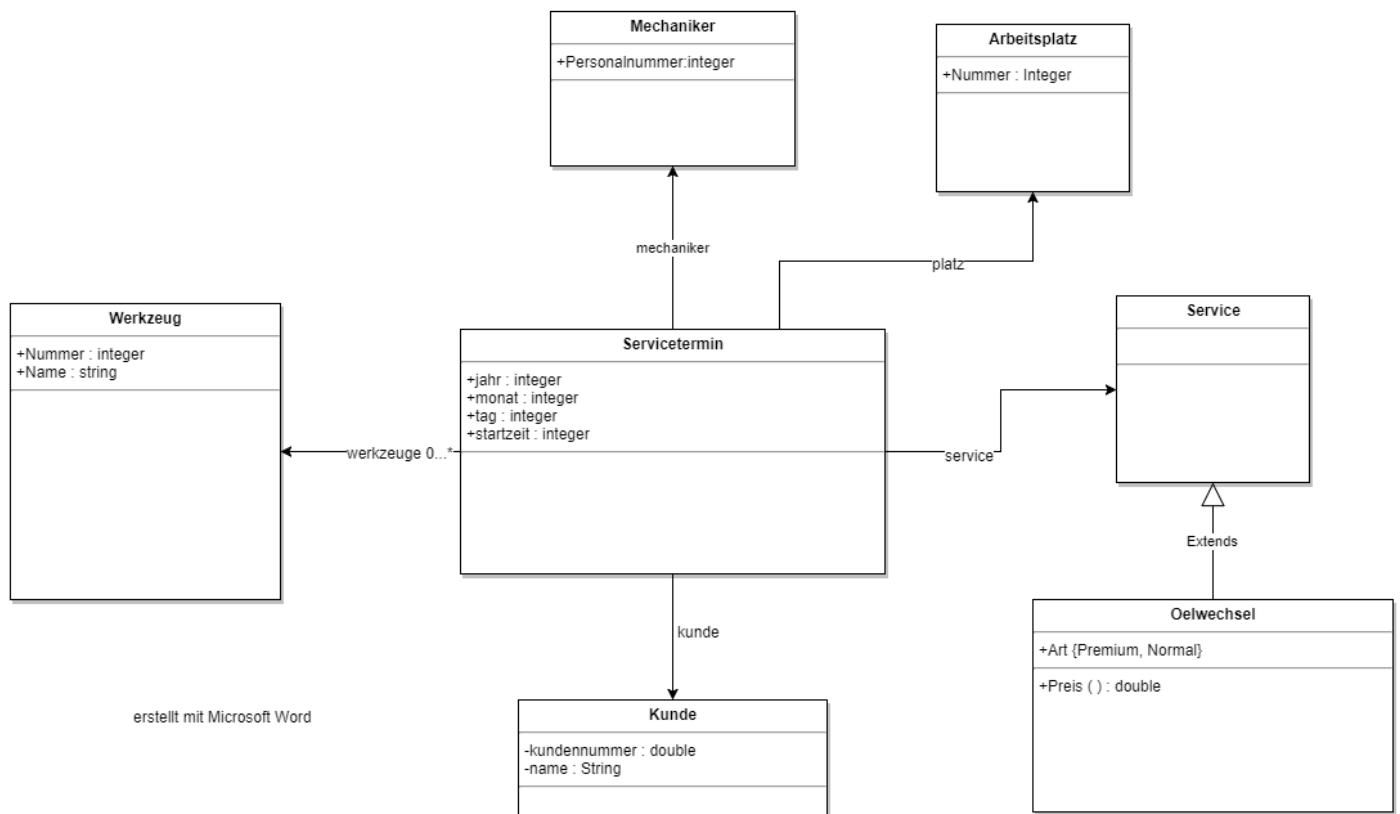 Mechaniker
+Personalnummer:integer
Arbeitsplatz
+Nummer : Integer
mechaniker
platz
Werkzeug
+Nummer : integer
+Name : string
Servicetermin
+jahr : integer
+monat : integer
+tag : integer
+startzeit : integer
Service
werkzeuge 0...*
service
Extends
kunde
Oelwechsel
+Art {Premium, Normal}
+Preis ( ) : double
erstellt mit Microsoft Word
Kunde
-kundennummer : double
-name : String